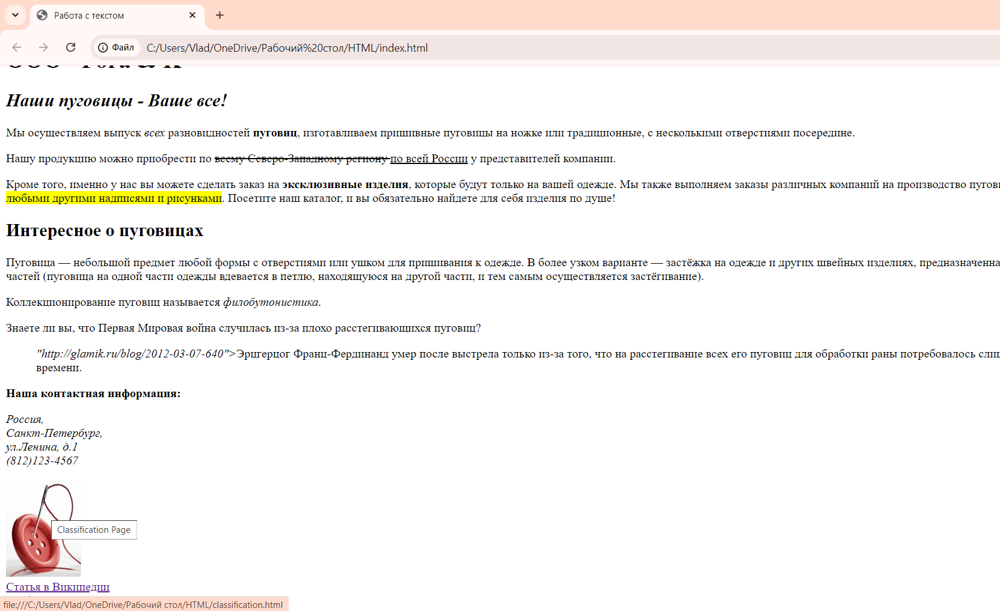 Работа с текстом
Файл
C:/Users/Vlad/OneDrive/Рабочий%20стол/HTML/index.html
Наши пуговицы - Ваше все!
Мы осуществляем выпуск всех разновидностей пуговиц, изготавливаем пришивные пуговицы на ножке или традиционные, с несколькими отверстиями посередине.
Нашу продукцию можно приобрести по всему Северо-Западному региону по всей России у представителей компании.
Кроме того, именно у нас вы можете сделать заказ на эксклюзивные изделия, которые будут только на вашей одежде. Мы также выполняем заказы различных компаний на производство
любыми другими надписями и рисунками. Посетите наш каталог, и вы обязательно найдете для себя изделия по душе!
Интересное о пуговицах
Пуговица — небольшой предмет любой формы с отверстиями или ушком для пришивания к одежде. В более узком варианте — застёжка на одежде и других швейных изделиях,
частей (пуговица на одной части одежды вдевается в петлю, находящуюся на другой части, и тем самым осуществляется застёгивание).
Коллекционирование пуговиц называется филобутонистика.
Знаете ли вы, что Первая Мировая война случилась из-за плохо расстегивающихся пуговиц?
"http://glamik.ru/blog/2012-03-07-640">Эрцгерцог Франц-Фердинанд умер после выстрела только из-за того, что на расстегивание всех его пуговиц для обработки раны потребовалось
времени.
Наша контактная информация:
Россия,
Санкт-Петербург,
ул.Ленина, д.1
(812)123-4567
Classification Page
Статья в Википедии
file:///C:/Users/Vlad/OneDrive/Рабочий стол/HTML/classification.html